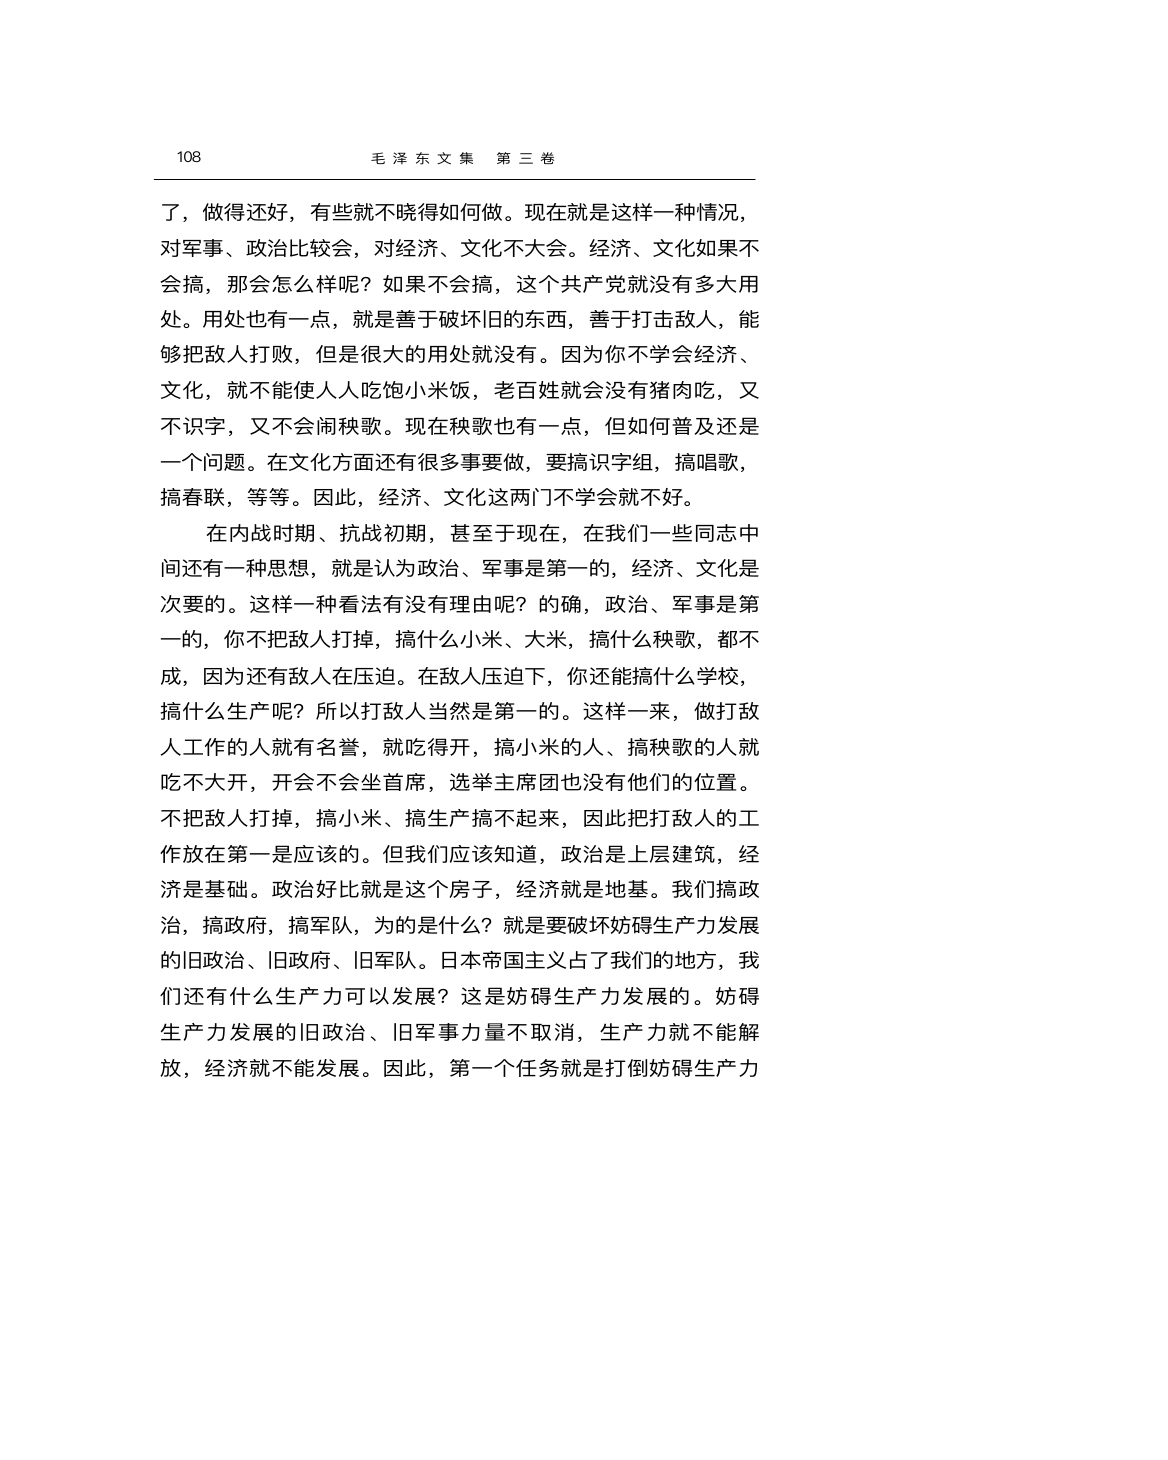 108
毛泽东文集 第三卷
了，做得还好，有些就不晓得如何做。现在就是这样一种情况，
对军事、政治比较会，对经济、文化不大会。经济、文化如果不
会搞，那会怎么样呢？如果不会搞，这个共产党就没有多大用
处。用处也有一点，就是善于破坏旧的东西，善于打击敌人，能
够把敌人打败，但是很大的用处就没有。因为你不学会经济、
文化，就不能使人人吃饱小米饭，老百姓就会没有猪肉吃，又
不识字，又不会闹秧歌。现在秧歌也有一点，但如何普及还是
一个问题。在文化方面还有很多事要做，要搞识字组，搞唱歌，
搞春联，等等。因此，经济、文化这两门不学会就不好。
在内战时期、抗战初期，甚至于现在，在我们一些同志中
间还有一种思想，就是认为政治、军事是第一的，经济、文化是
次要的。这样一种看法有没有理由呢？的确，政治、军事是第
一的，你不把敌人打掉，搞什么小米、大米，搞什么秧歌，都不
成，因为还有敌人在压迫。在敌人压迫下，你还能搞什么学校，
搞什么生产呢？所以打敌人当然是第一的。这样一来，做打敌
人工作的人就有名誉，就吃得开，搞小米的人、搞秧歌的人就
吃不大开，开会不会坐首席，选举主席团也没有他们的位置。
不把敌人打掉，搞小米、搞生产搞不起来，因此把打敌人的工
作放在第一是应该的。但我们应该知道，政治是上层建筑，经
济是基础。政治好比就是这个房子，经济就是地基。我们搞政
治，搞政府，搞军队，为的是什么？就是要破坏妨碍生产力发展
的旧政治、旧政府、旧军队。日本帝国主义占了我们的地方，我
们还有什么生产力可以发展？这是妨碍生产力发展的。妨碍
生产力发展的旧政治、旧军事力量不取消，生产力就不能解
放，经济就不能发展。因此，第一个任务就是打倒妨碍生产力